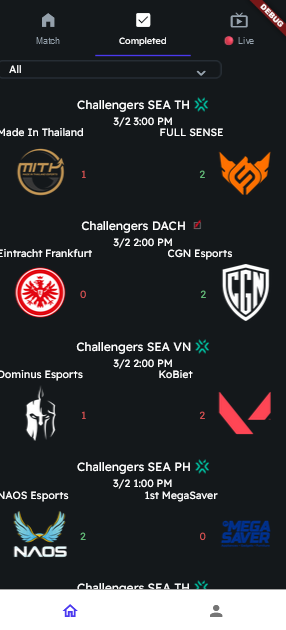 DEBUG
Match
Completed
Live
All
Challengers SEA TH
3/2 3:00 PM
Made In Thailand
FULL SENSE
MITH
1
2
Challengers DACH
3/2 2:00 PM
Eintracht Frankfurt
CGN Esports
0
2
CGN
Challengers SEA VN
3/2 2:00 PM
Dominus Esports
KoBiet
1
2
Challengers SEA PH
3/2 1:00 PM
NAOS Esports
1st MegaSaver
NAOS
2
0
MEGA
SAVER
Challengers SEA TH